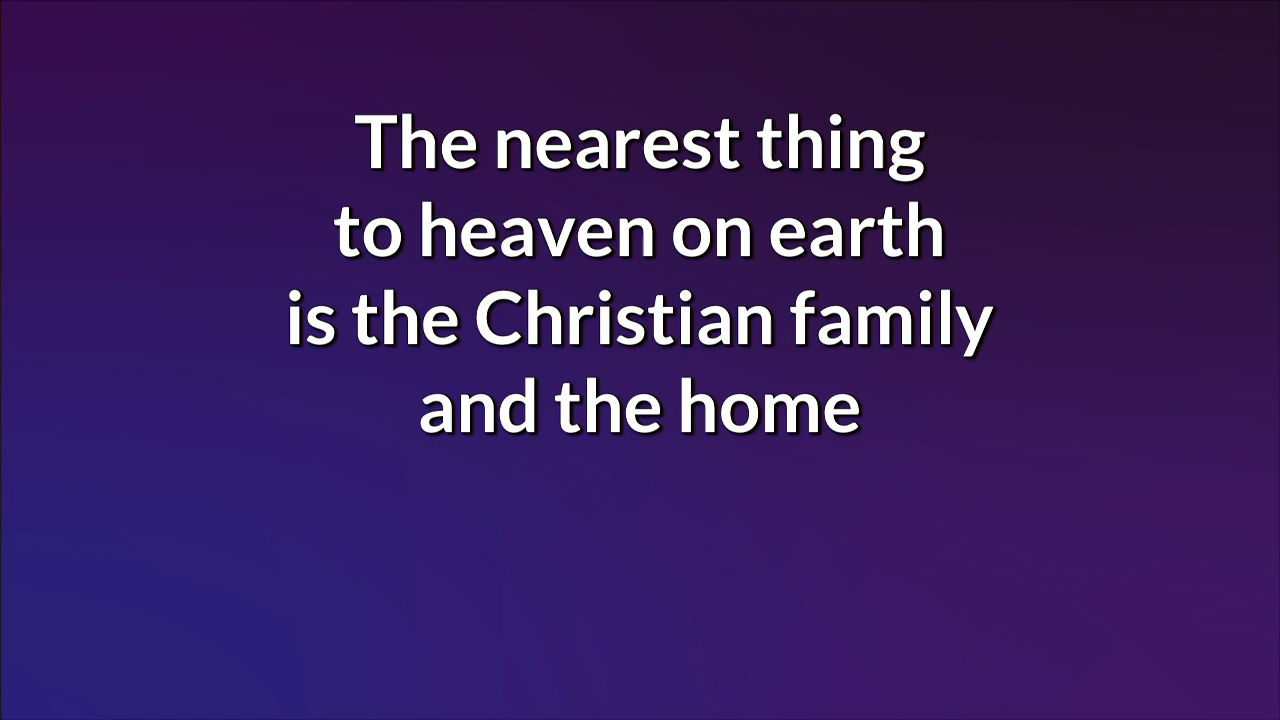 The nearest thing
to heaven on earth
is the Christian family
and the home